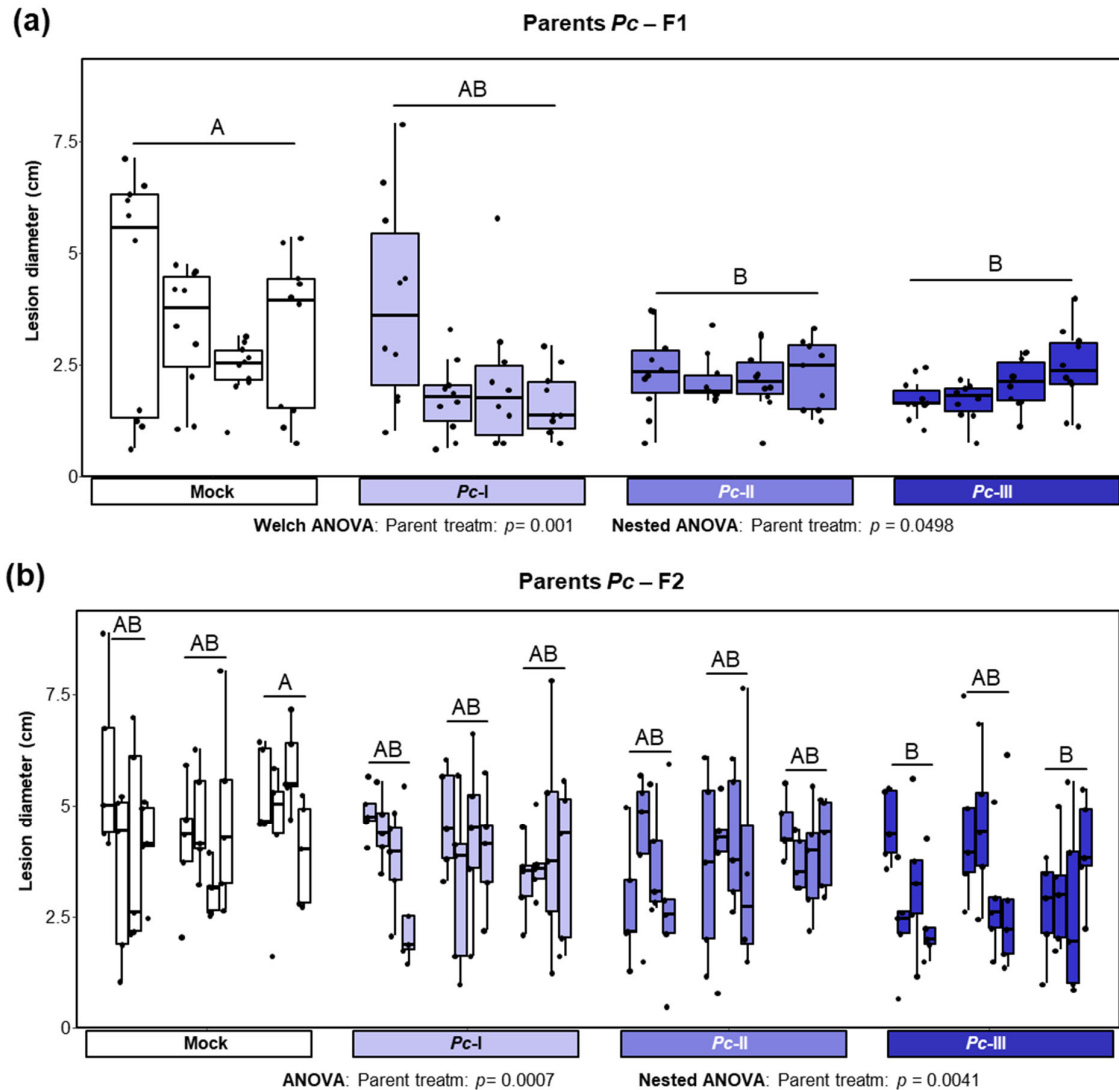 (a)
Parents Pc – F1
Lesion diameter (cm)
7.5
5
2.5
0
A
AB
B
B
Mock
Pc-I
Pc-II
Pc-III
Welch ANOVA: Parent treatm: p= 0.001 Nested ANOVA: Parent treatm: p = 0.0498
(b)
Parents Pc – F2
Lesion diameter (cm)
7.5
5
2.5
0
AB
AB
A
AB
AB
AB
AB
AB
AB
B
AB
B
Mock
Pc-I
Pc-II
Pc-III
ANOVA: Parent treatm: p= 0.0007 Nested ANOVA: Parent treatm: p= 0.0041